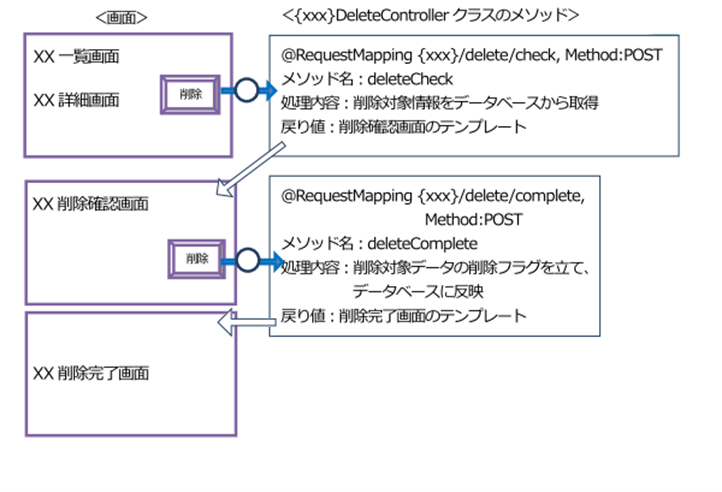 ＜画面＞
＜{xxx}DeleteController クラスのメソッド＞
XX 一覧画面
XX 詳細画面
削除
@RequestMapping {xxx}/delete/check, Method:POST
メソッド名：deleteCheck
処理内容：削除対象情報をデータベースから取得
戻り値：削除確認画面のテンプレート
XX 削除確認画面
削除
@RequestMapping {xxx}/delete/complete,
Method:POST
メソッド名：deleteComplete
処理内容：削除対象データの削除フラグを立て、
データベースに反映
戻り値：削除完了画面のテンプレート
XX 削除完了画面